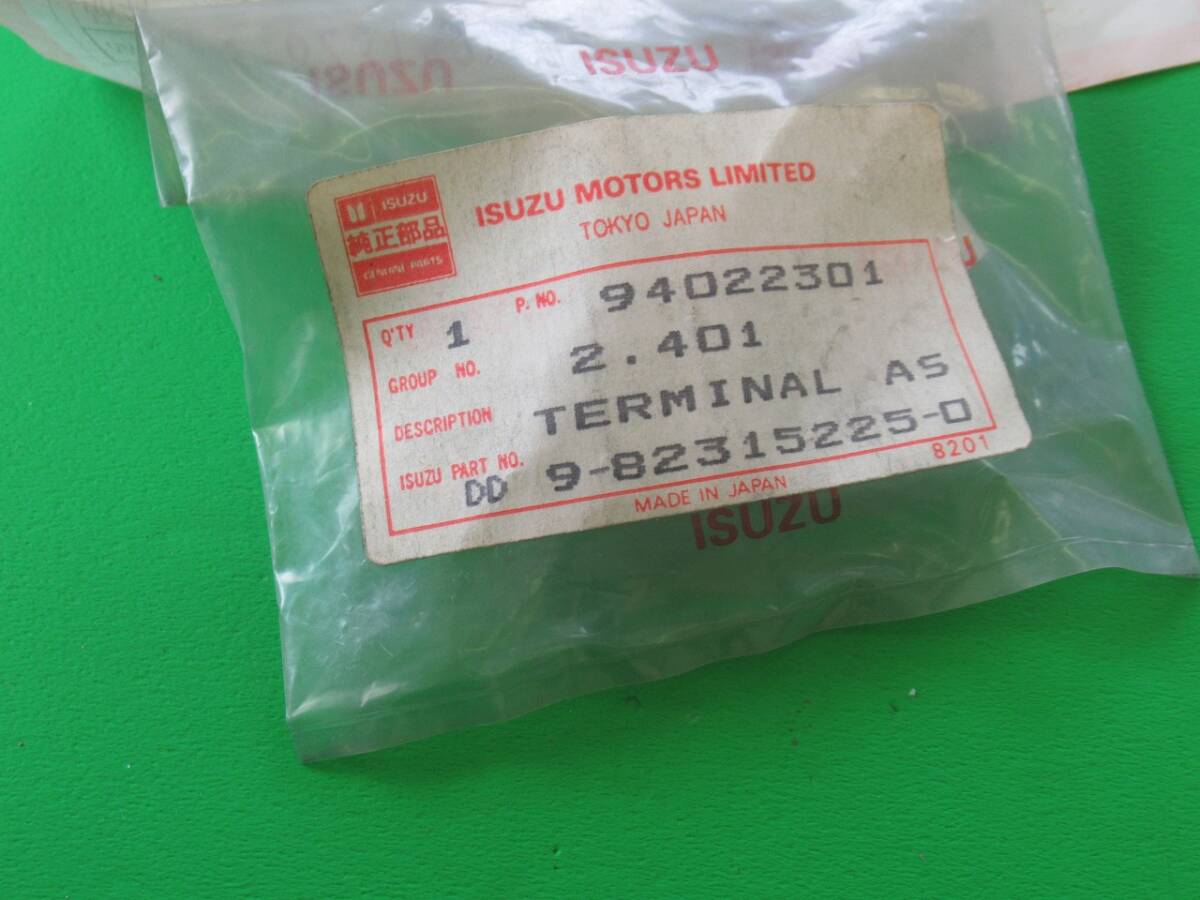 ISUZU
ISUZU
純正部品
GENUINE PARTS
ISUZU MOTORS LIMITED
TOKYO JAPAN
Q'TY 1 P. NO. 94022301
GROUP NO. 2.401
DESCRIPTION TERMINAL AS
ISUZU PART NO. 9-82315225-0
DD
MADE IN JAPAN 8201
ISUZU